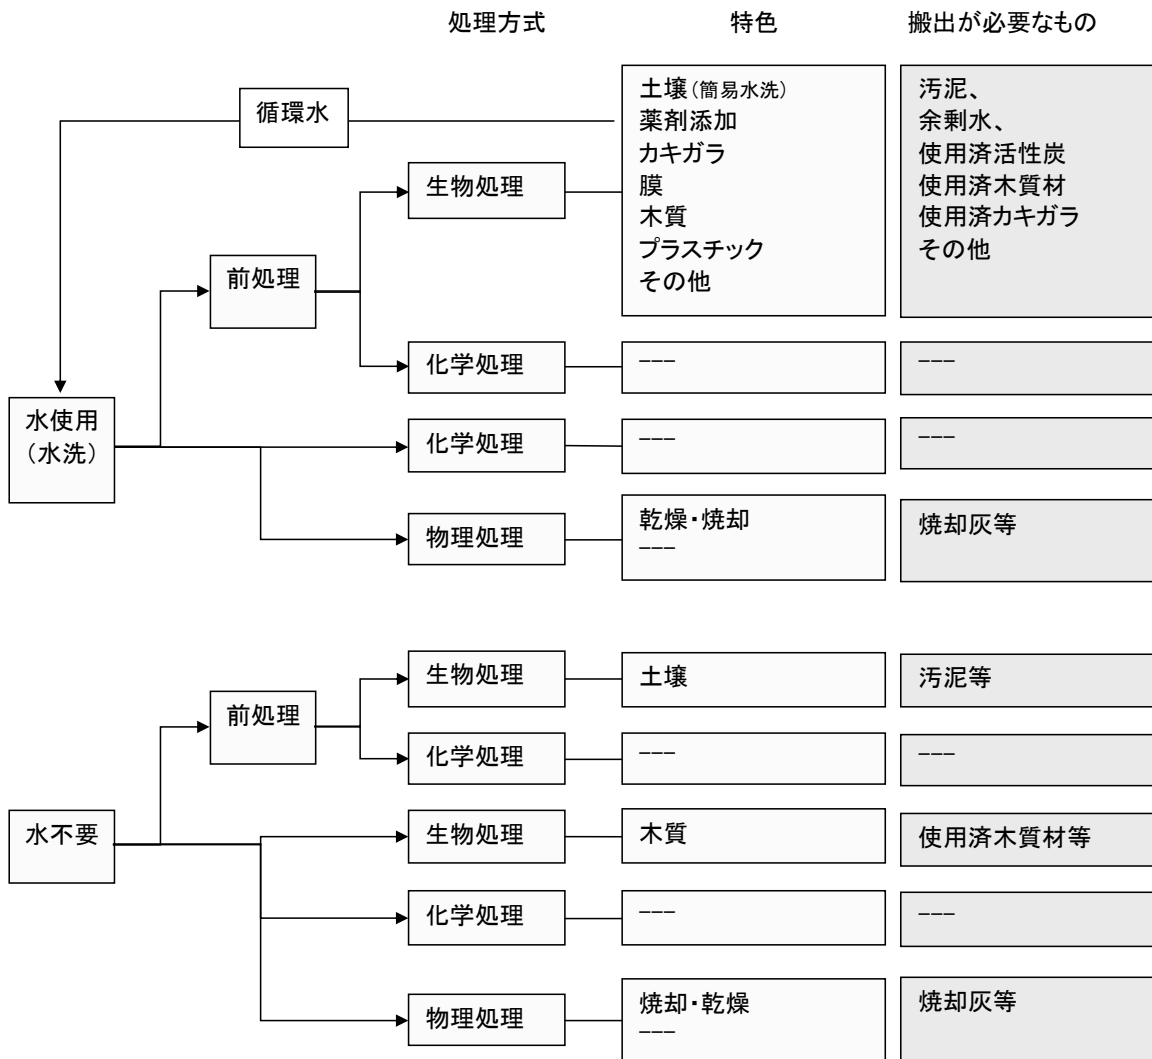 処理方式
特色
搬出が必要なもの
循環水
土壌(簡易水洗)
薬剤添加
カキガラ
膜
木質
プラスチック
その他
汚泥、
余剰水、
使用済活性炭
使用済木質材
使用済カキガラ
その他
生物処理
前処理
化学処理
---
---
水使用
(水洗)
化学処理
---
---
物理処理
乾燥・焼却
---
焼却灰等
生物処理
土壌
汚泥等
前処理
化学処理
---
---
水不要
生物処理
木質
使用済木質材等
化学処理
---
---
物理処理
焼却・乾燥
---
焼却灰等